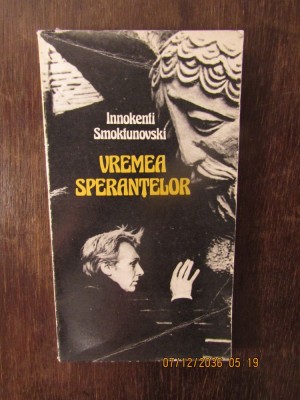 Innokenti
Smoktunovski
VREMEA
SPERANȚELOR
07/12/2036 05 19